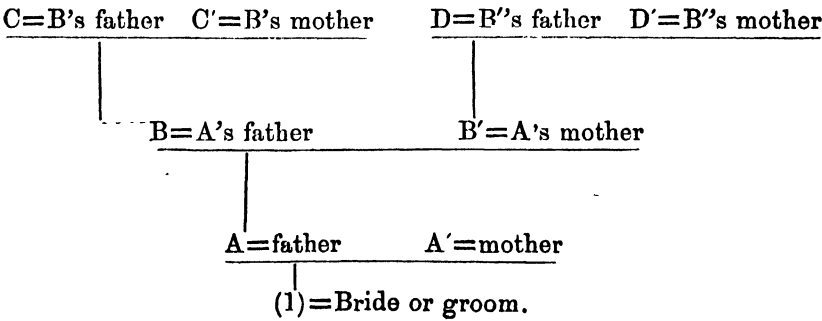 C=B's father C′=B's mother D=B′'s father D′=B′'s mother
B=A's father B′=A's mother
A=father A′=mother
(1)=Bride or groom.